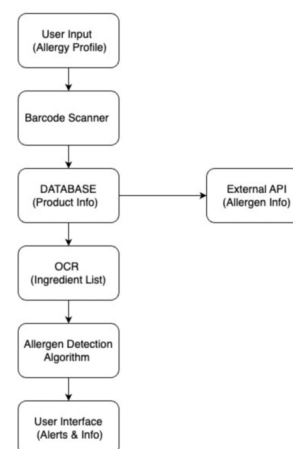 User Input
(Allergy Profile)
Barcode Scanner
DATABASE
(Product Info)
External API
(Allergen Info)
OCR
(Ingredient List)
Allergen Detection
Algorithm
User Interface
(Alerts & Info)